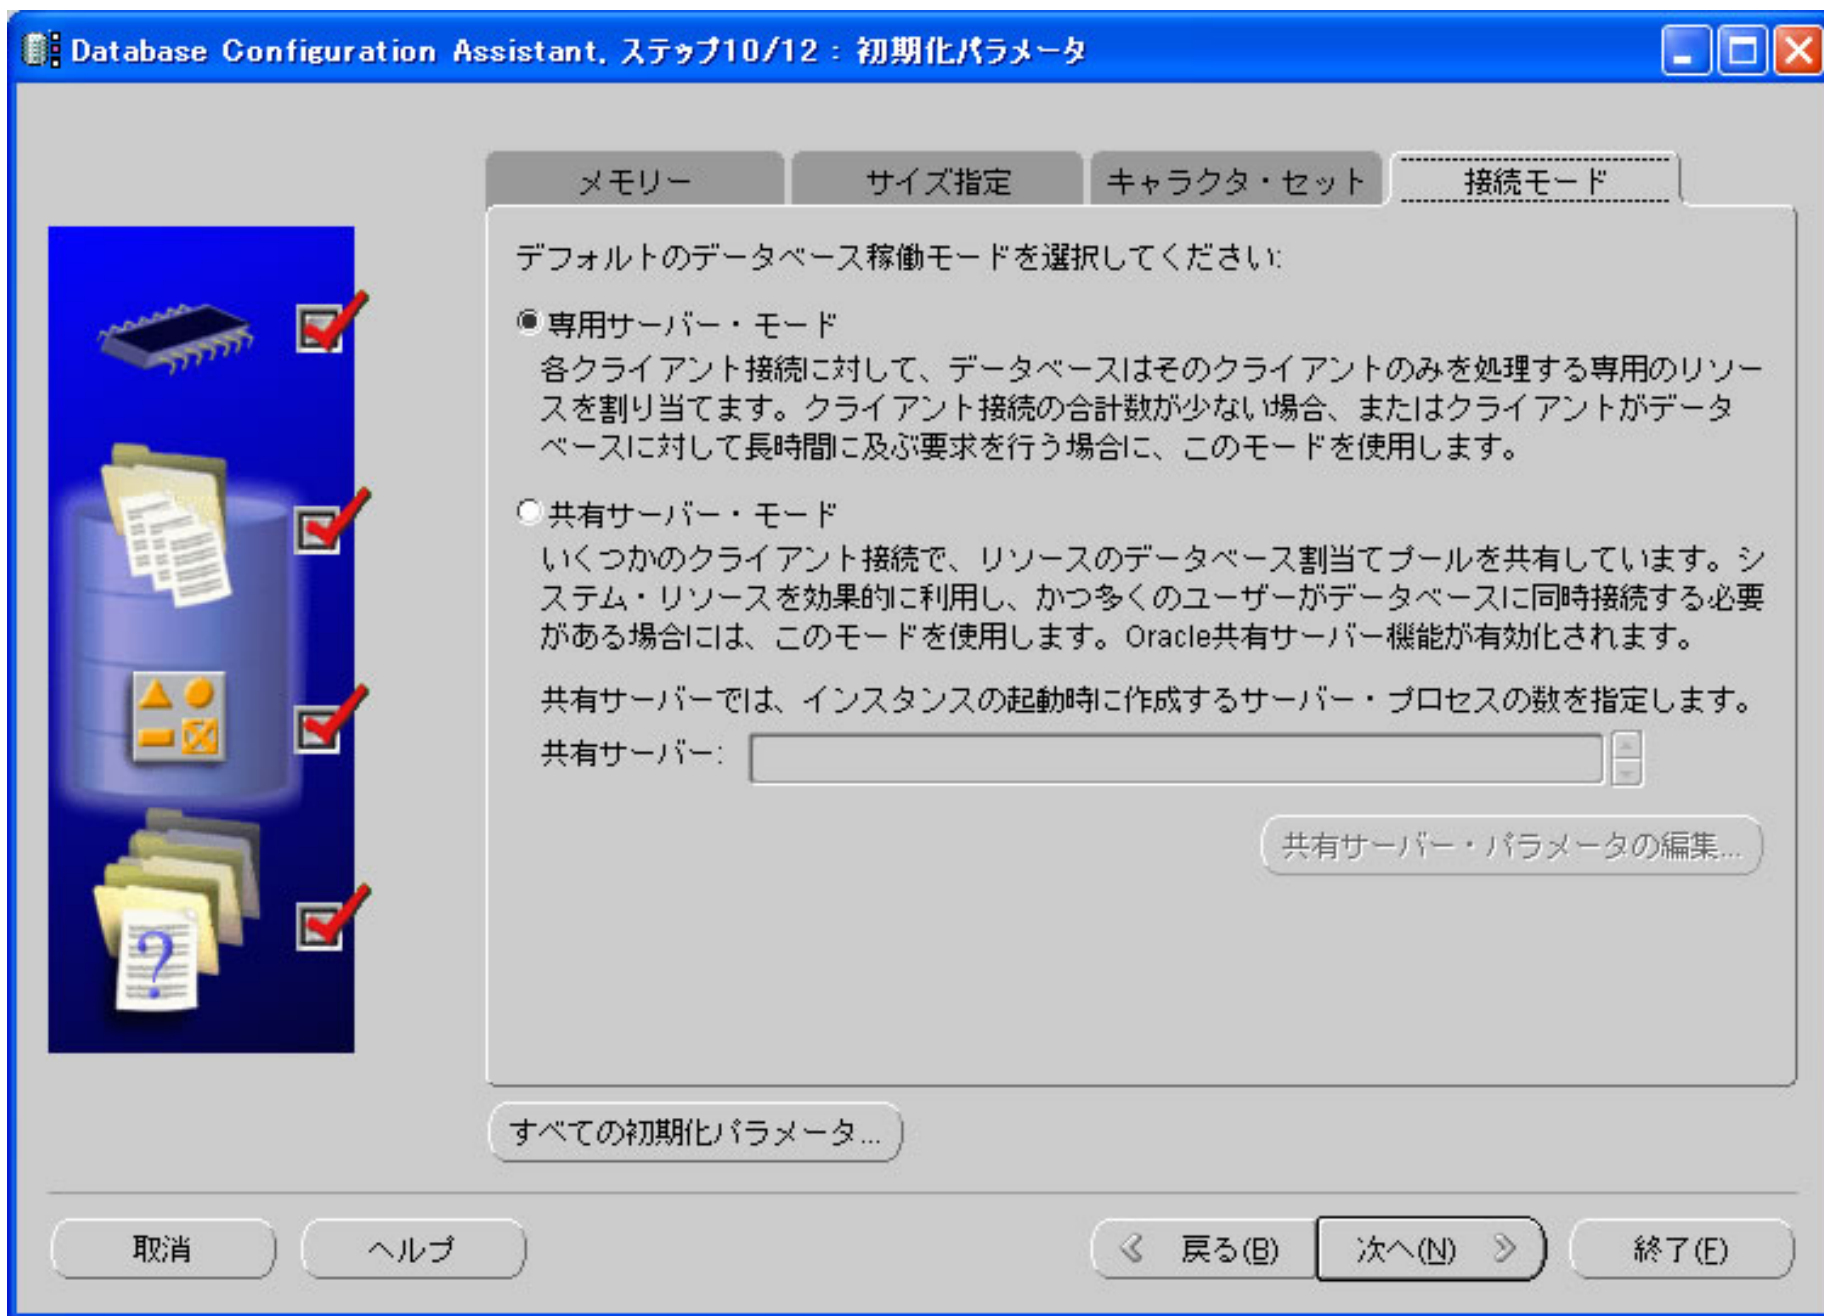 Database Configuration Assistant, ステップ10/12 : 初期化パラメータ
メモリー
サイズ指定
キャラクタ・セット
接続モード
デフォルトのデータベース稼働モードを選択してください:
専用サーバー・モード
各クライアント接続に対して、データベースはそのクライアントのみを処理する専用のリソー
スを割り当てます。クライアント接続の合計数が少ない場合、またはクライアントがデータ
ベースに対して長時間に及ぶ要求を行う場合に、このモードを使用します。
共有サーバー・モード
いくつかのクライアント接続で、リソースのデータベース割当てプールを共有しています。シ
ステム・リソースを効果的に利用し、かつ多くのユーザーがデータベースに同時接続する必要
がある場合には、このモードを使用します。Oracle共有サーバー機能が有効化されます。
共有サーバーでは、インスタンスの起動時に作成するサーバー・プロセスの数を指定します。
共有サーバー:
共有サーバー・パラメータの編集...
?
すべての初期化パラメータ...
取消
ヘルプ
戻る(B)
次へ(N)
終了(F)